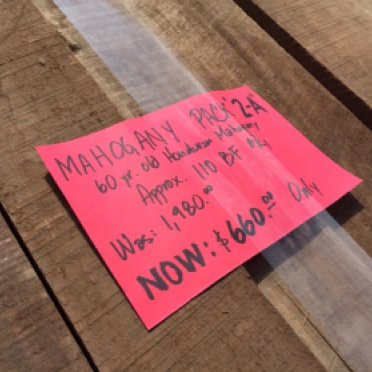 MAHOGANY PACK 2-A
60 yr. old Honduran Mahogany
Approx. 110 BF
Was: 1,980.00
NOW: $660.00 Only